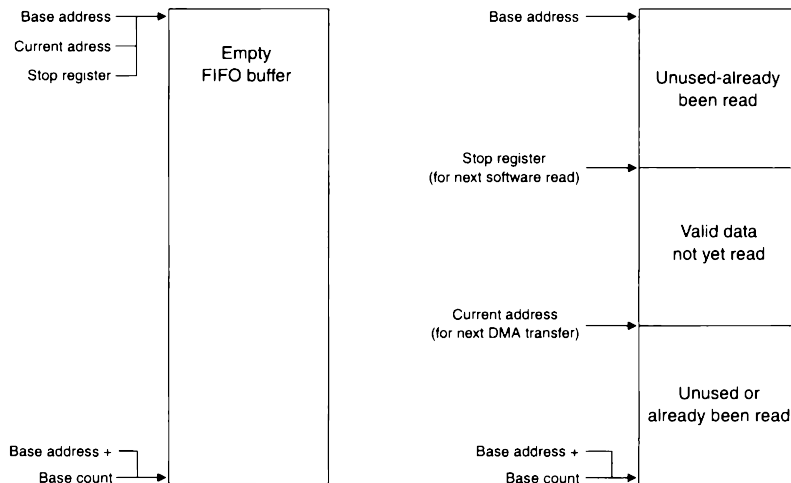 Base address
Current adress
Stop register
Empty
FIFO buffer
Base address +
Base count
Base address
Unused-already
been read
Stop register
(for next software read)
Valid data
not yet read
Current address
(for next DMA transfer)
Unused or
already been read
Base address +
Base count